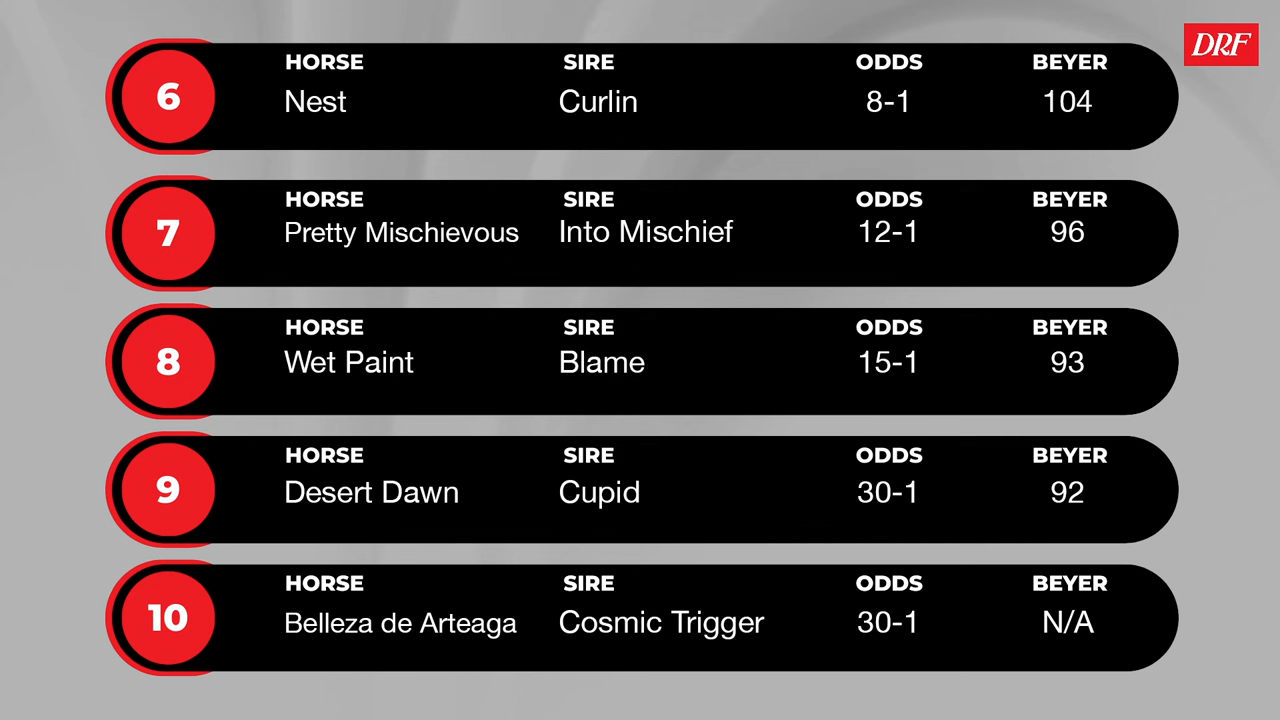 DRF
6
HORSE SIRE ODDS BEYER
Nest Curlin 8-1 104
7
HORSE SIRE ODDS BEYER
Pretty Mischievous Into Mischief 12-1 96
8
HORSE SIRE ODDS BEYER
Wet Paint Blame 15-1 93
9
HORSE SIRE ODDS BEYER
Desert Dawn Cupid 30-1 92
10
HORSE SIRE ODDS BEYER
Belleza de Arteaga Cosmic Trigger 30-1 N/A